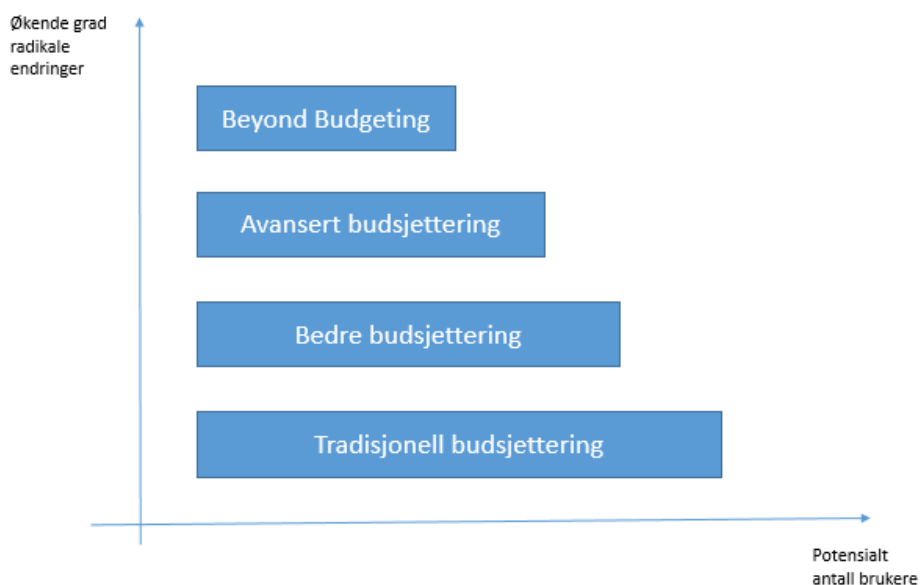 Økende grad
radikale
endringer
Beyond Budgeting
Avansert budsjettering
Bedre budsjettering
Tradisjonell budsjettering
Potensialt
antall brukere